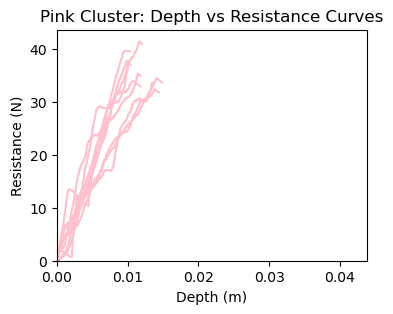 Pink Cluster: Depth vs Resistance Curves
Resistance (N)
40
30
20
10
0
0.00 0.01 0.02 0.03 0.04
Depth (m)